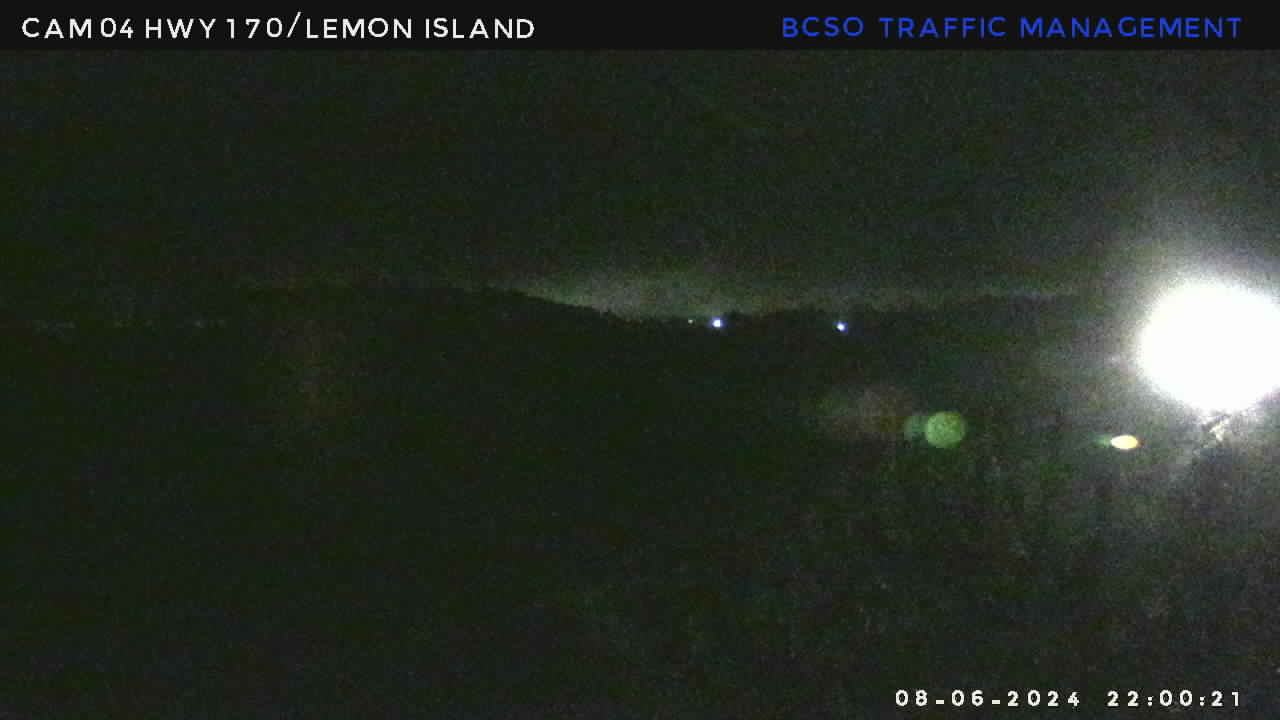 CAM04 HWY 170/LEMON ISLAND
BCSO TRAFFIC MANAGEMENT
08-06-2024 22:00:21